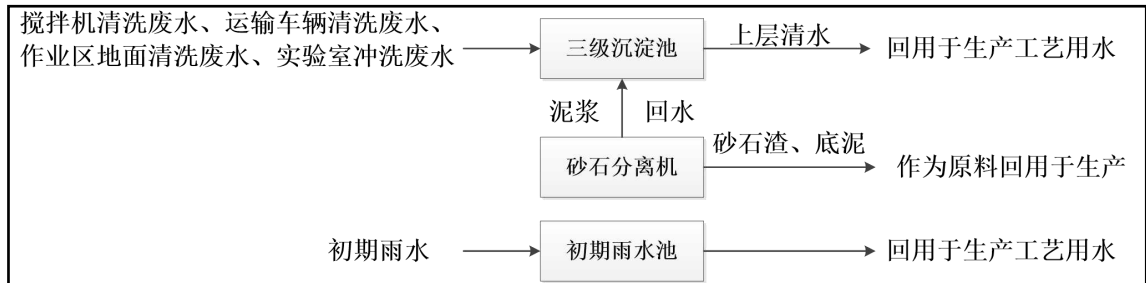 搅拌机清洗废水、运输车辆清洗废水、
作业区地面清洗废水、实验室冲洗废水
三级沉淀池
上层清水
回用于生产工艺用水
泥浆
回水
砂石分离机
砂石渣、底泥
作为原料回用于生产
初期雨水
初期雨水池
回用于生产工艺用水